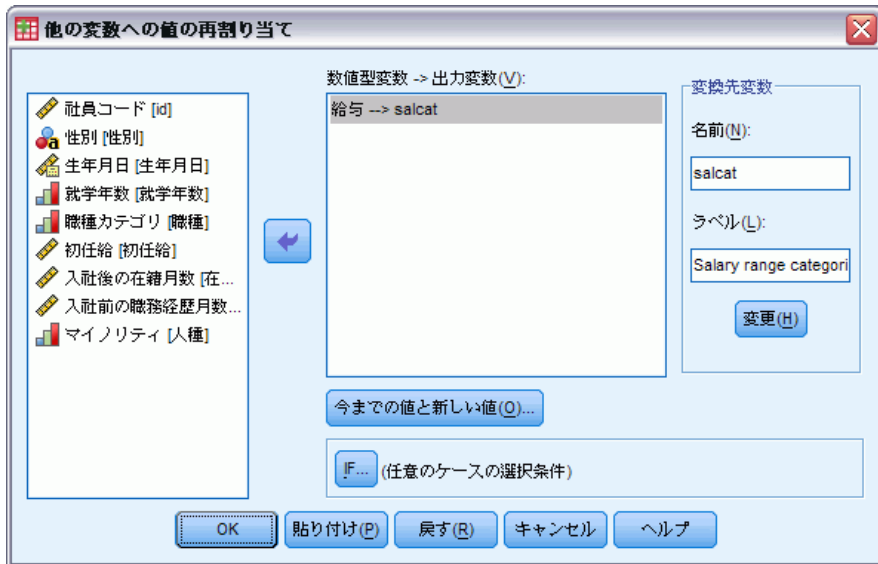 他の変数への値の再割り当て
社員コード [id]
性別 [性別]
生年月日 [生年月日]
就学年数 [就学年数]
職種カテゴリ [職種]
初任給 [初任給]
入社後の在籍月数 [在...
入社前の職務経歴月数...
マイノリティ [人種]
数値型変数 -> 出力変数(V):
給与 --> salcat
変換先変数
名前(N):
salcat
ラベル(L):
Salary range categori
変更(H)
今までの値と新しい値(O)...
IF...
(任意のケースの選択条件)
OK
貼り付け(P)
戻す(R)
キャンセル
ヘルプ